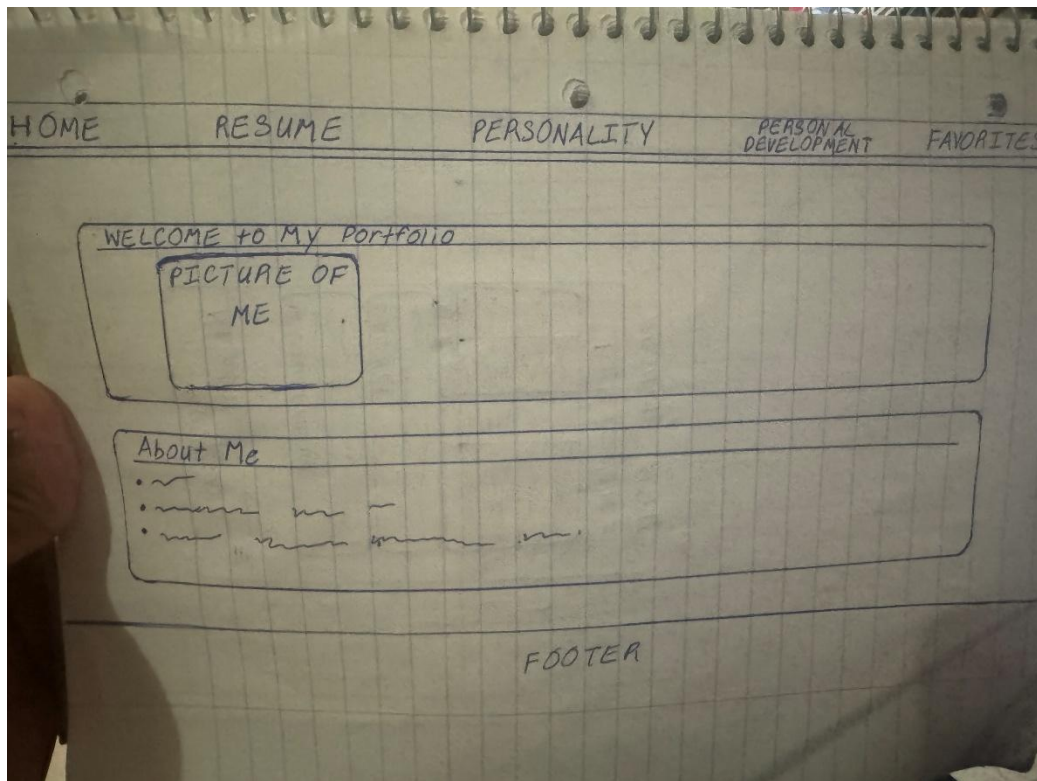 HOME RESUME PERSONALITY PERSONAL DEVELOPMENT FAVORITES
WELCOME to My Portfolio
PICTURE OF
ME
About Me
FOOTER